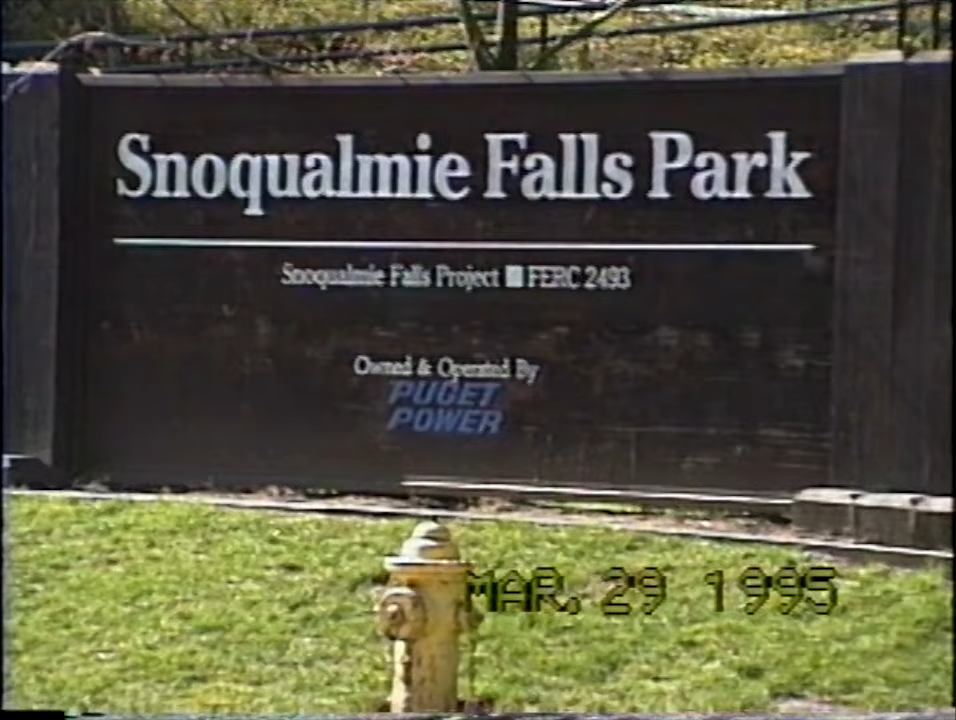 Snoqualmie Falls Park
Snoqualmie Falls Project ■ FERC 2493
Owned & Operated By
PUGET
POWER
MAR. 29 1995